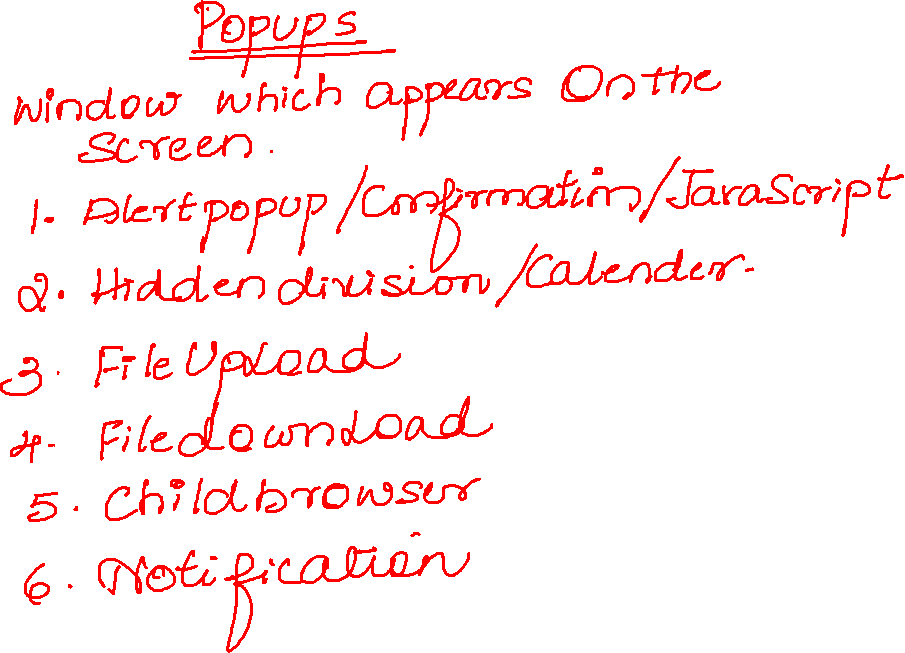 Popups
Window which appears On the
Screen.
1. Alert popup/Confirmation/JavaScript
2. Hidden division/Calender.
3. File Upload
4. File download
5. Child browser
6. Notification